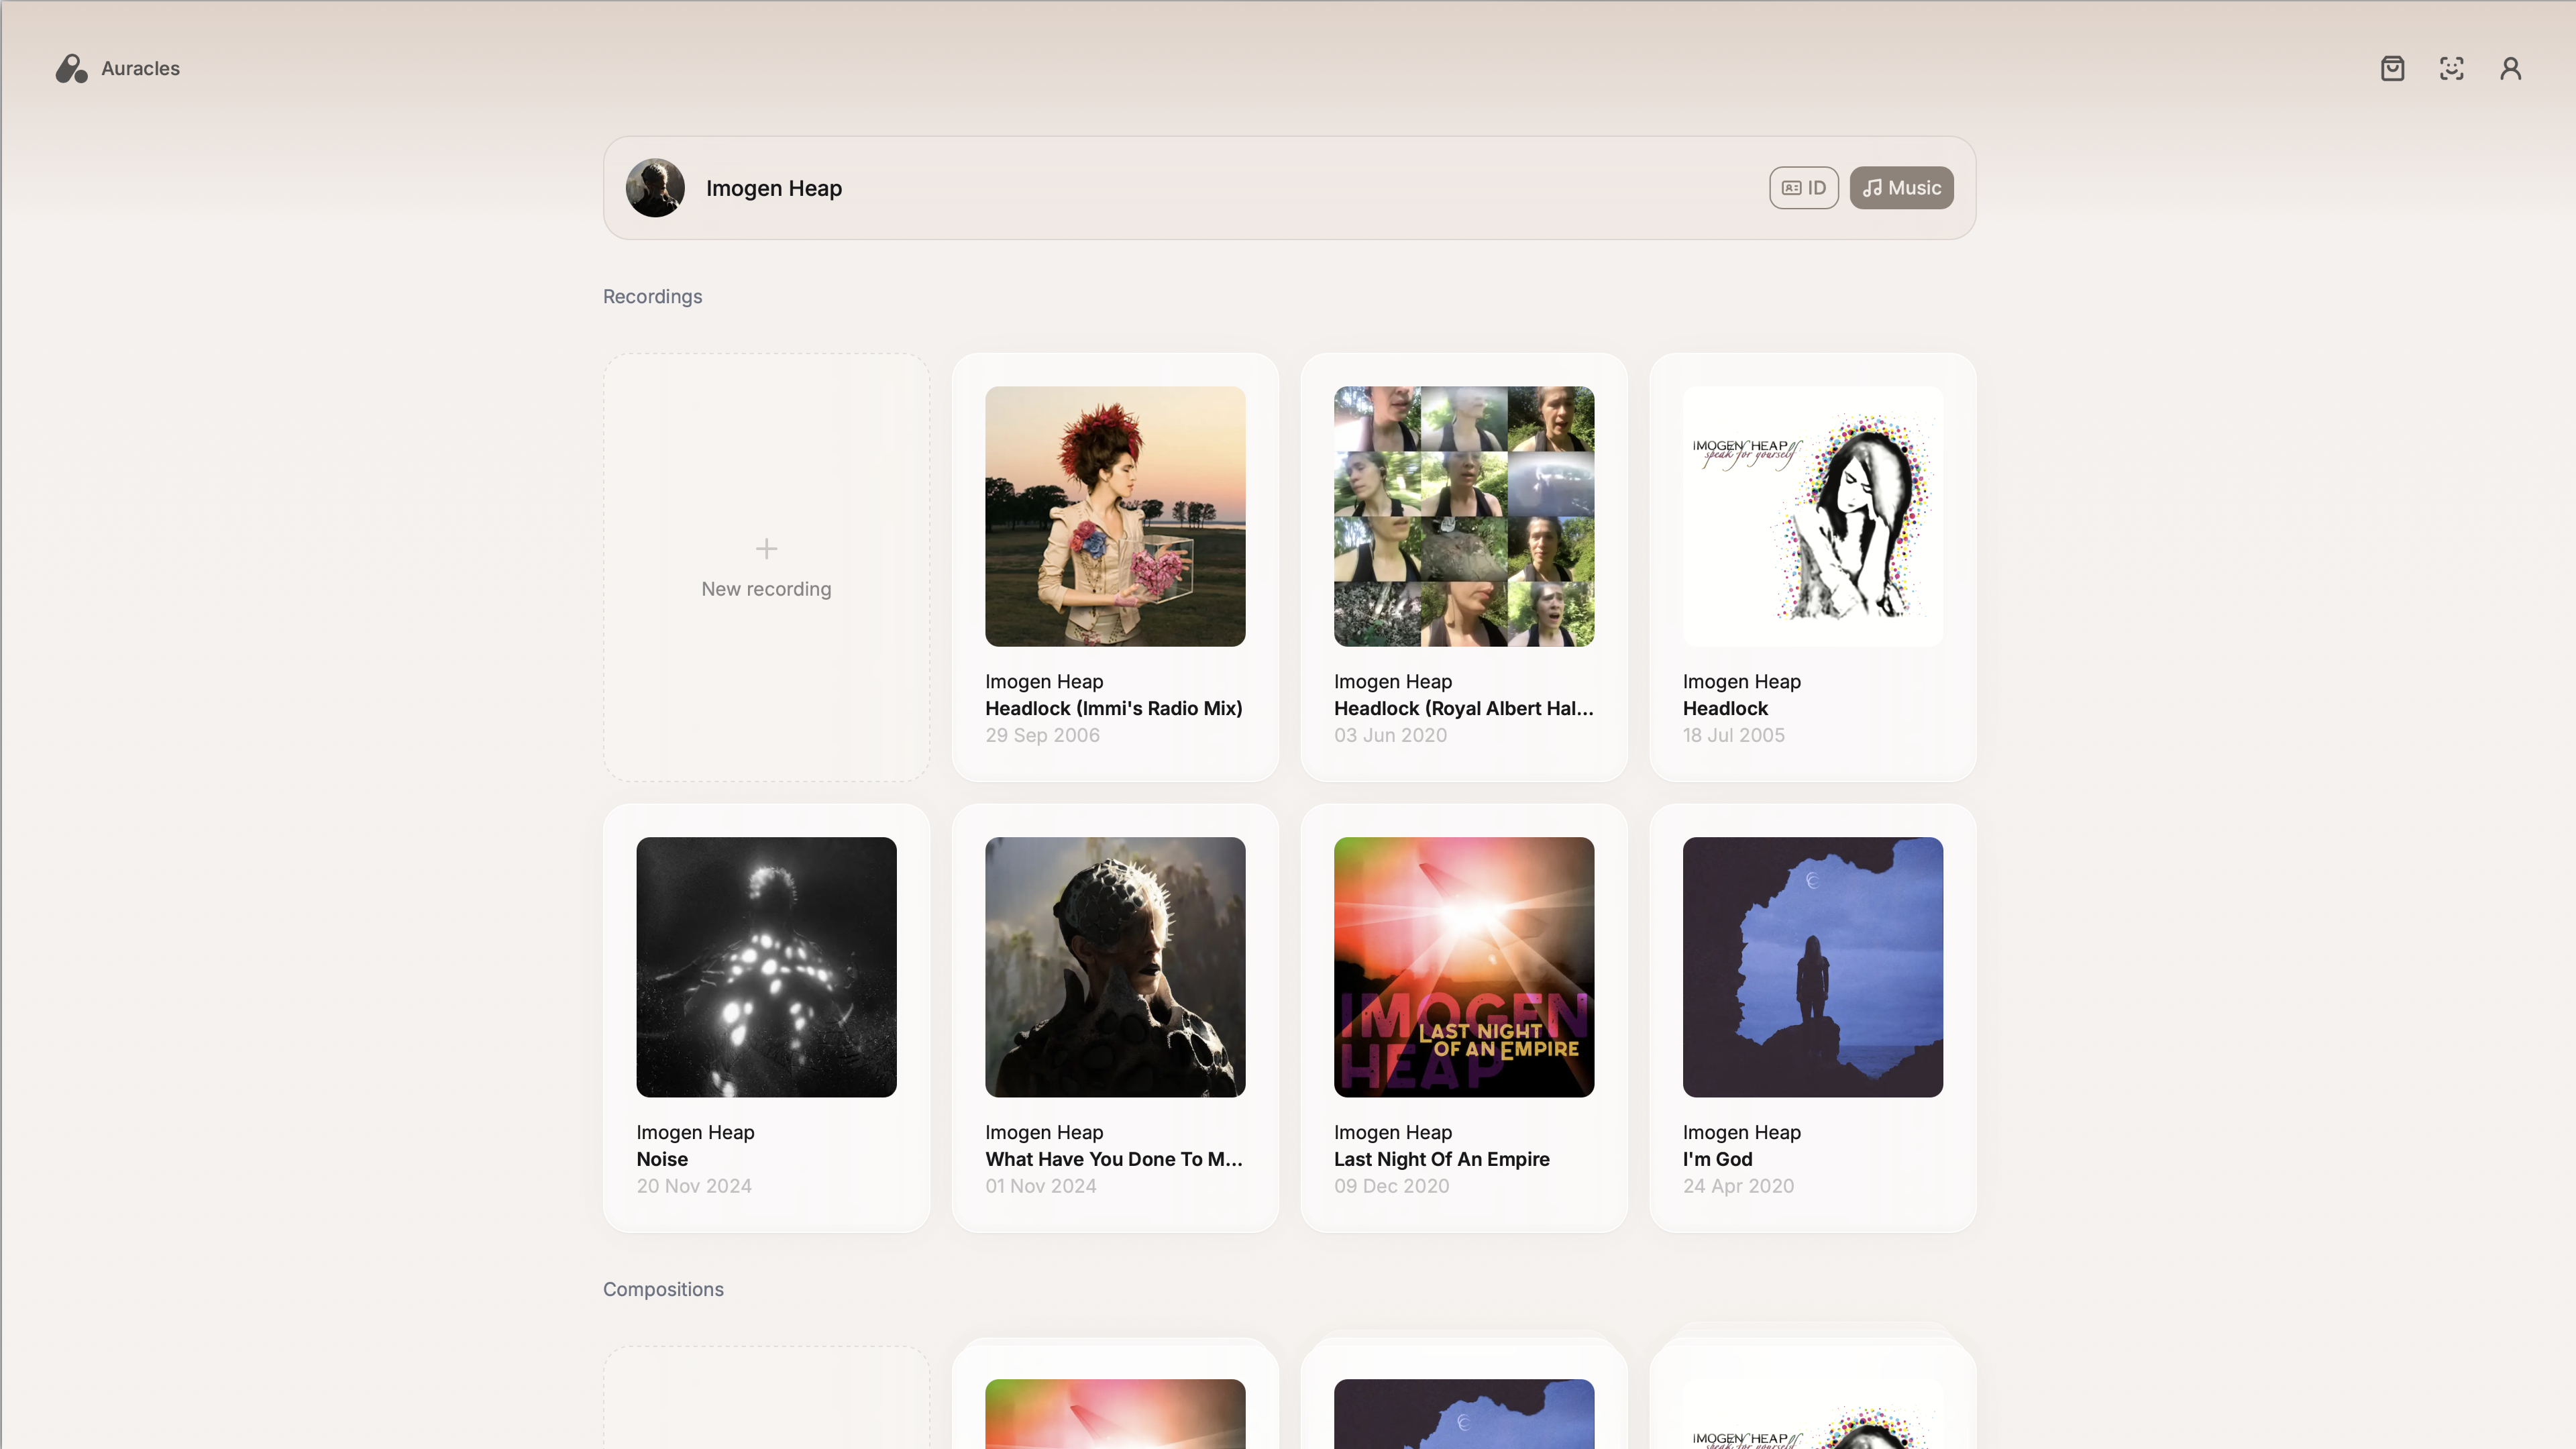 Auracles
Imogen Heap
ID
Music
Recordings
New recording
IMOGEN HEAP
speak for yourself
Imogen Heap
Headlock (Immi's Radio Mix)
29 Sep 2006
Imogen Heap
Headlock (Royal Albert Hal...
03 Jun 2020
Imogen Heap
Headlock
18 Jul 2005
IMOGEN
HEAP
LAST NIGHT
OF AN EMPIRE
Imogen Heap
Noise
20 Nov 2024
Imogen Heap
What Have You Done To M...
01 Nov 2024
Imogen Heap
Last Night Of An Empire
09 Dec 2020
Imogen Heap
I'm God
24 Apr 2020
Compositions
IMOGEN HEAP
speak for yourself